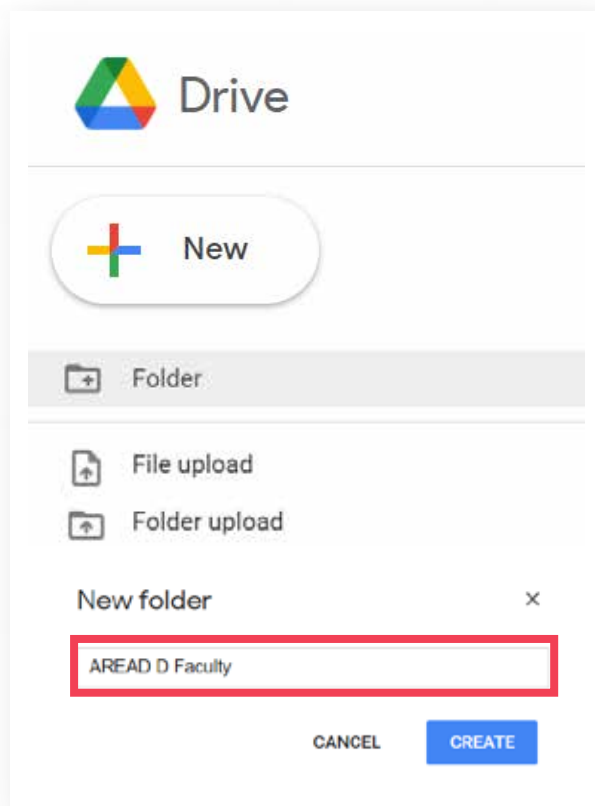 Drive
New
Folder
File upload
Folder upload
New folder ×
AREAD D Faculty
CANCEL CREATE